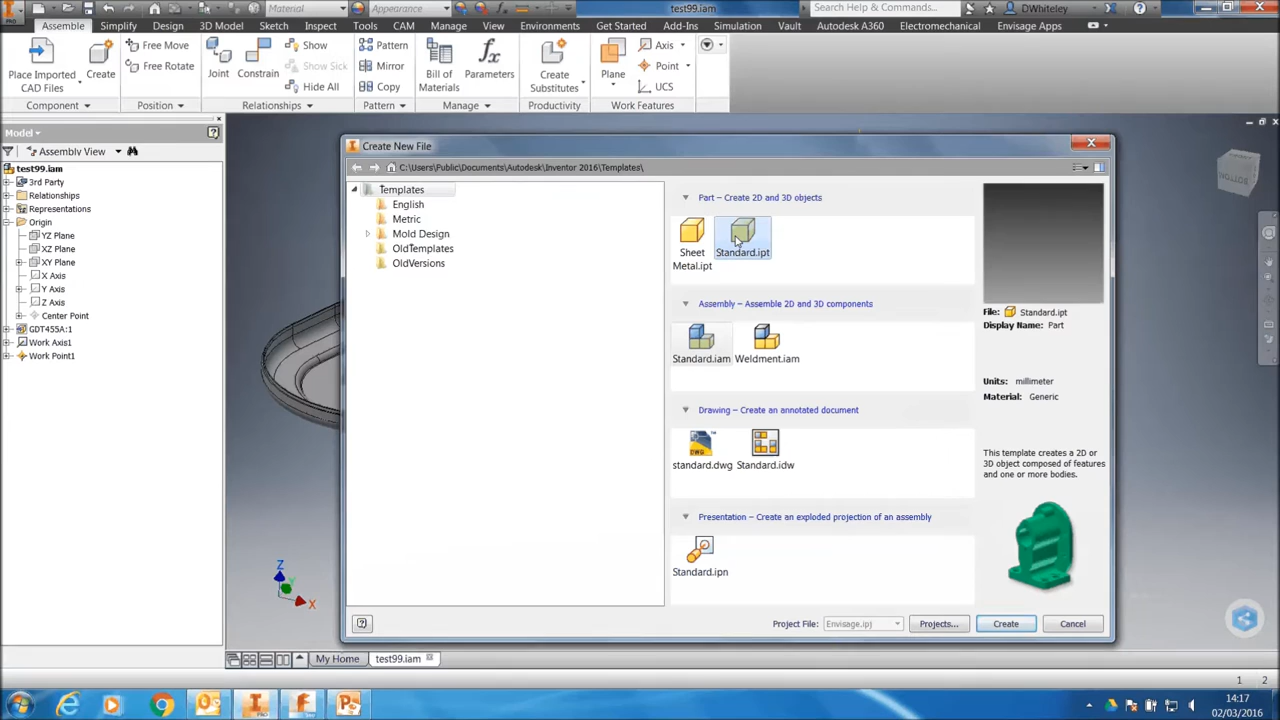 Material
Appearance
test99.iam
Search Help & Commands...
DWhiteley
PRO
Assemble Simplify Design 3D Model Sketch Inspect Tools CAM Manage View Environments Get Started Add-Ins Simulation Vault Autodesk A360 Electromechanical Envisage Apps
Place Imported
CAD Files
Create
Free Move
Free Rotate
Joint
Constrain
Show
Show Sick
Hide All
Pattern
Mirror
Copy
Bill of
Materials
Parameters
Create
Substitutes
Plane
Axis
Point
UCS
Component
Position
Relationships
Pattern
Manage
Productivity
Work Features
Model
Assembly View
test99.iam
3rd Party
Relationships
Representations
Origin
YZ Plane
XZ Plane
XY Plane
X Axis
Y Axis
Z Axis
Center Point
GDT455A:1
Work Axis1
Work Point1
Create New File
C:\Users\Public\Documents\Autodesk\Inventor 2016\Templates\
Templates
English
Metric
Mold Design
OldTemplates
OldVersions
Part – Create 2D and 3D objects
Sheet
Metal.ipt
Standard.ipt
Assembly – Assemble 2D and 3D components
Standard.iam
Weldment.iam
Drawing – Create an annotated document
DWG
standard.dwg
Standard.idw
Presentation – Create an exploded projection of an assembly
Standard.ipn
File: Standard.ipt
Display Name: Part
Units: millimeter
Material: Generic
This template creates a 2D or
3D object composed of features
and one or more bodies.
Project File: Envisage.ipj
Projects...
Create
Cancel
BOTTOM
Z
Y
X
My Home
test99.iam
1 2
14:17
02/03/2016